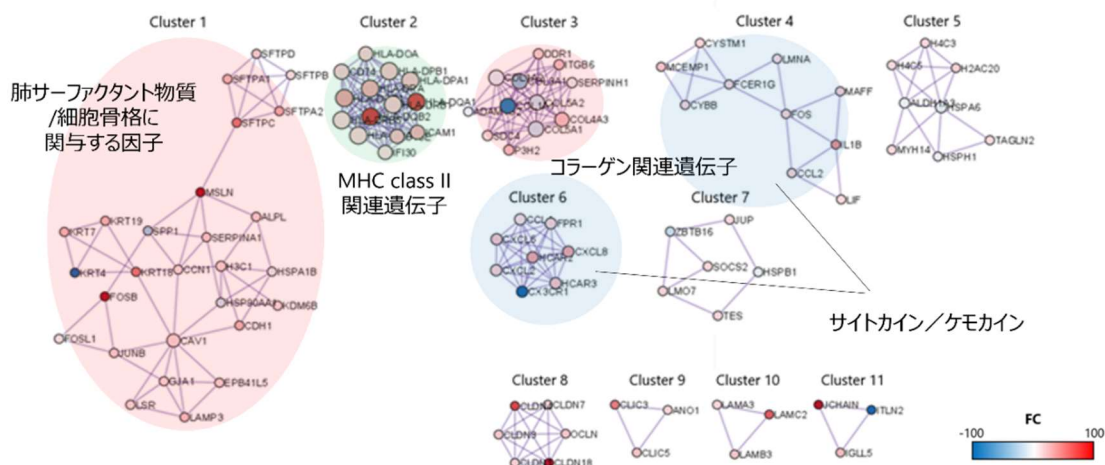 Cluster 1
肺サーファクタント物質
/細胞骨格に
関与する因子
SFTPD
SFTPB
SFTPA1
SFTPA2
SFTPC
MSLN
KRT19
KRT7
SPP1
ALPL
SERPINA1
KRT4
KRT18
CCN1
H3C1
HSPA1B
FOSB
KDM6B
FOSL1
JUNB
CAV1
CDH1
GJA1
EPB41L5
LSR
LAMP3
Cluster 2
HLA-DOA
HLA-DPB1
HLA-DPA1
IFI30
MHC class II
関連遺伝子
Cluster 3
DDR1
ITGB6
SERPINH1
COL5A2
COL4A3
COL5A1
SDC4
P3H2
コラーゲン関連遺伝子
Cluster 4
CYSTM1
LMNA
MCEMP1
FCER1G
MAFF
CYBB
FOS
IL1B
CCL2
LIF
Cluster 5
H4C3
H2AC20
HSPA6
TAGLN2
MYH14
HSPH1
Cluster 6
FPR1
CXCL8
CXCL2
HCAR3
CX3CR1
サイトカイン／ケモカイン
Cluster 7
JUP
ZBTB16
SOCS2
HSPB1
LMO7
TES
Cluster 8
CLDN7
CLDN9
OCLN
CLDN18
Cluster 9
CLIC3
ANO1
CLIC5
Cluster 10
LAMA3
LAMC2
LAMB3
Cluster 11
JCHAIN
ITLN2
IGLL5
FC
-100
100